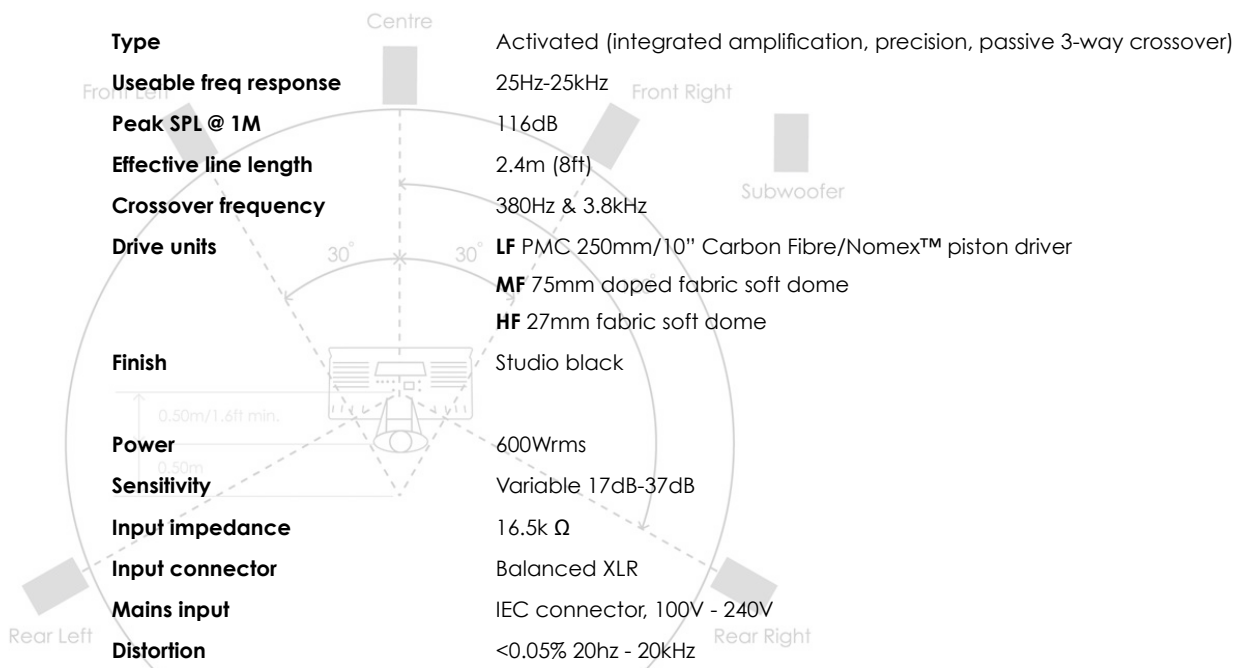 Centre
Type Activated (integrated amplification, precision, passive 3-way crossover)
Useable freq response 25Hz-25kHz
Front Left Front Right
Peak SPL @ 1M 116dB
Effective line length 2.4m (8ft)
Subwoofer
Crossover frequency 380Hz & 3.8kHz
Drive units LF PMC 250mm/10” Carbon Fibre/Nomex™ piston driver
30° 30°
MF 75mm doped fabric soft dome
HF 27mm fabric soft dome
Finish Studio black
0.50m/1.6ft min.
Power 600Wrms
0.50m
Sensitivity Variable 17dB-37dB
Input impedance 16.5k Ω
Input connector Balanced XLR
Mains input IEC connector, 100V - 240V
Rear Left Rear Right
Distortion <0.05% 20hz - 20kHz